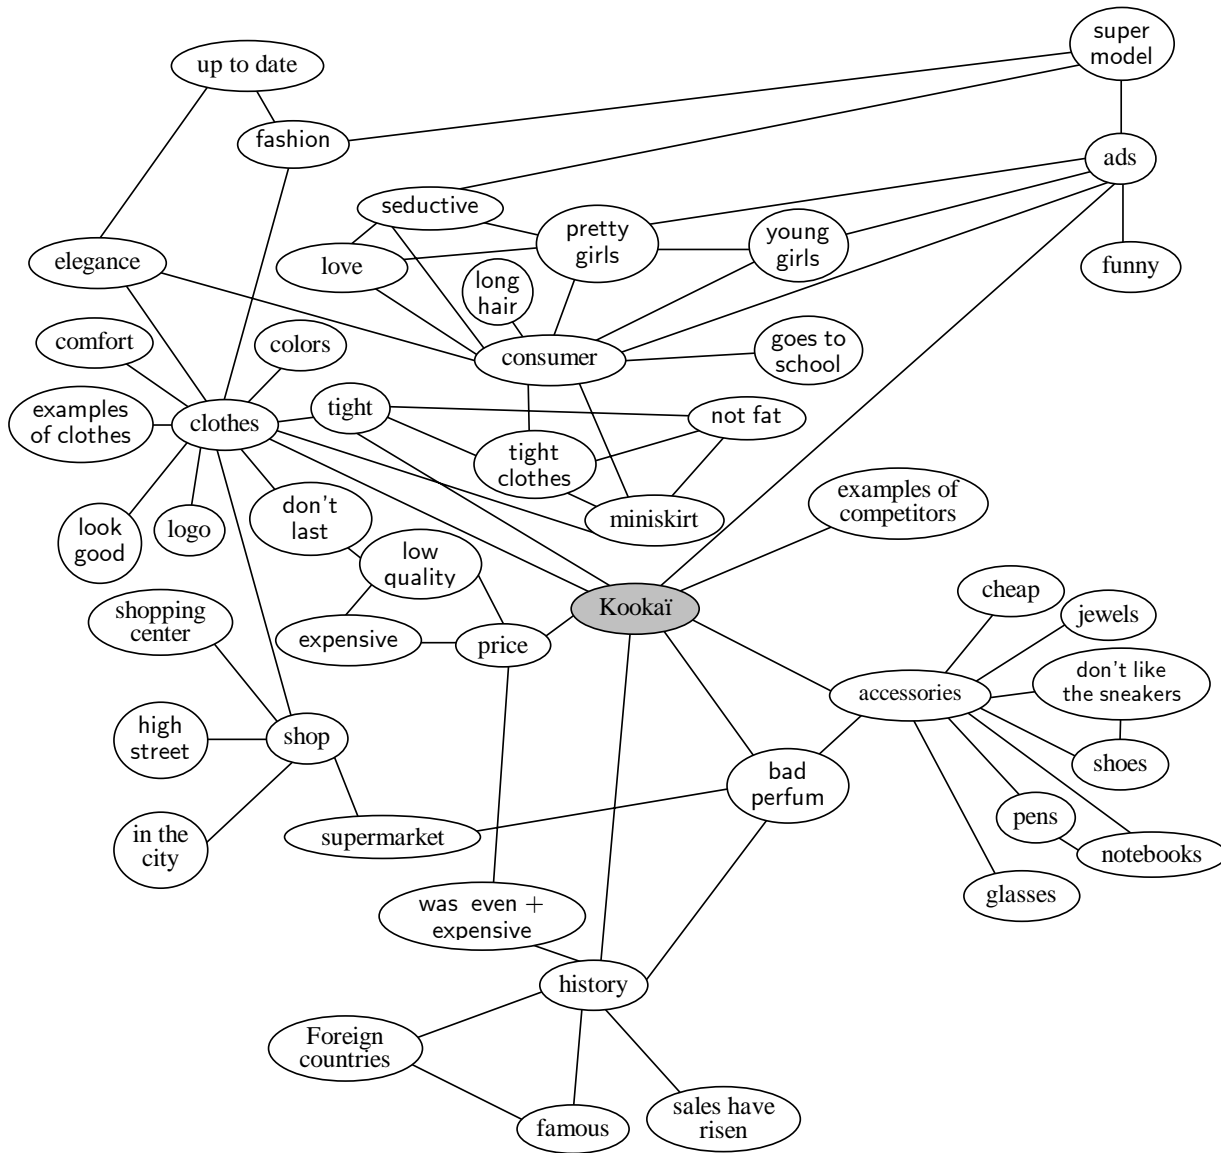 super
model
up to date
fashion
ads
seductive
pretty
girls
young
girls
elegance
love
long
hair
funny
comfort
colors
consumer
goes to
school
examples
of clothes
clothes
tight
not fat
tight
clothes
look
good
logo
don't
last
miniskirt
examples of
competitors
low
quality
Kookaï
cheap
jewels
shopping
center
expensive
price
accessories
don't like
the sneakers
high
street
shop
shoes
bad
perfum
in the
city
supermarket
pens
notebooks
glasses
was even +
expensive
history
Foreign
countries
famous
sales have
risen